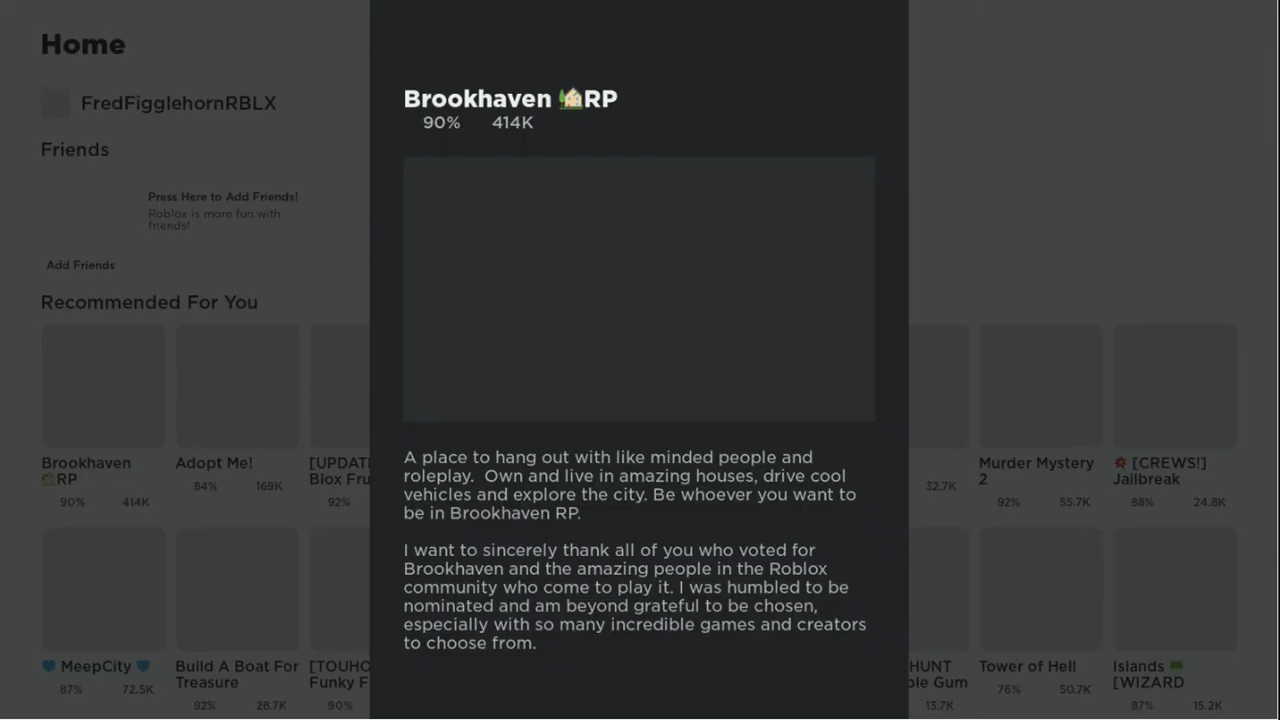 Home
FredFigglehornRBLX
Friends
Press Here to Add Friends!
Roblox is more fun with
friends!
Add Friends
Recommended For You
Brookhaven
🏡RP
90% 414K
Adopt Me!
84% 169K
[UPDAT
Blox Fru
92%
32.7K
Murder Mystery
2
92% 55.7K
💥 [CREWS!]
Jailbreak
88% 24.8K
💙 MeepCity 💙
87% 72.5K
Build A Boat For
Treasure
92% 28.7K
[TOUHO
Funky F
90%
HUNT
ble Gum
13.7K
Tower of Hell
76% 50.7K
Islands
[WIZARD
87% 15.2K
Brookhaven 🏡RP
90% 414K
A place to hang out with like minded people and
roleplay.  Own and live in amazing houses, drive cool
vehicles and explore the city. Be whoever you want to
be in Brookhaven RP.
I want to sincerely thank all of you who voted for
Brookhaven and the amazing people in the Roblox
community who come to play it. I was humbled to be
nominated and am beyond grateful to be chosen,
especially with so many incredible games and creators
to choose from.